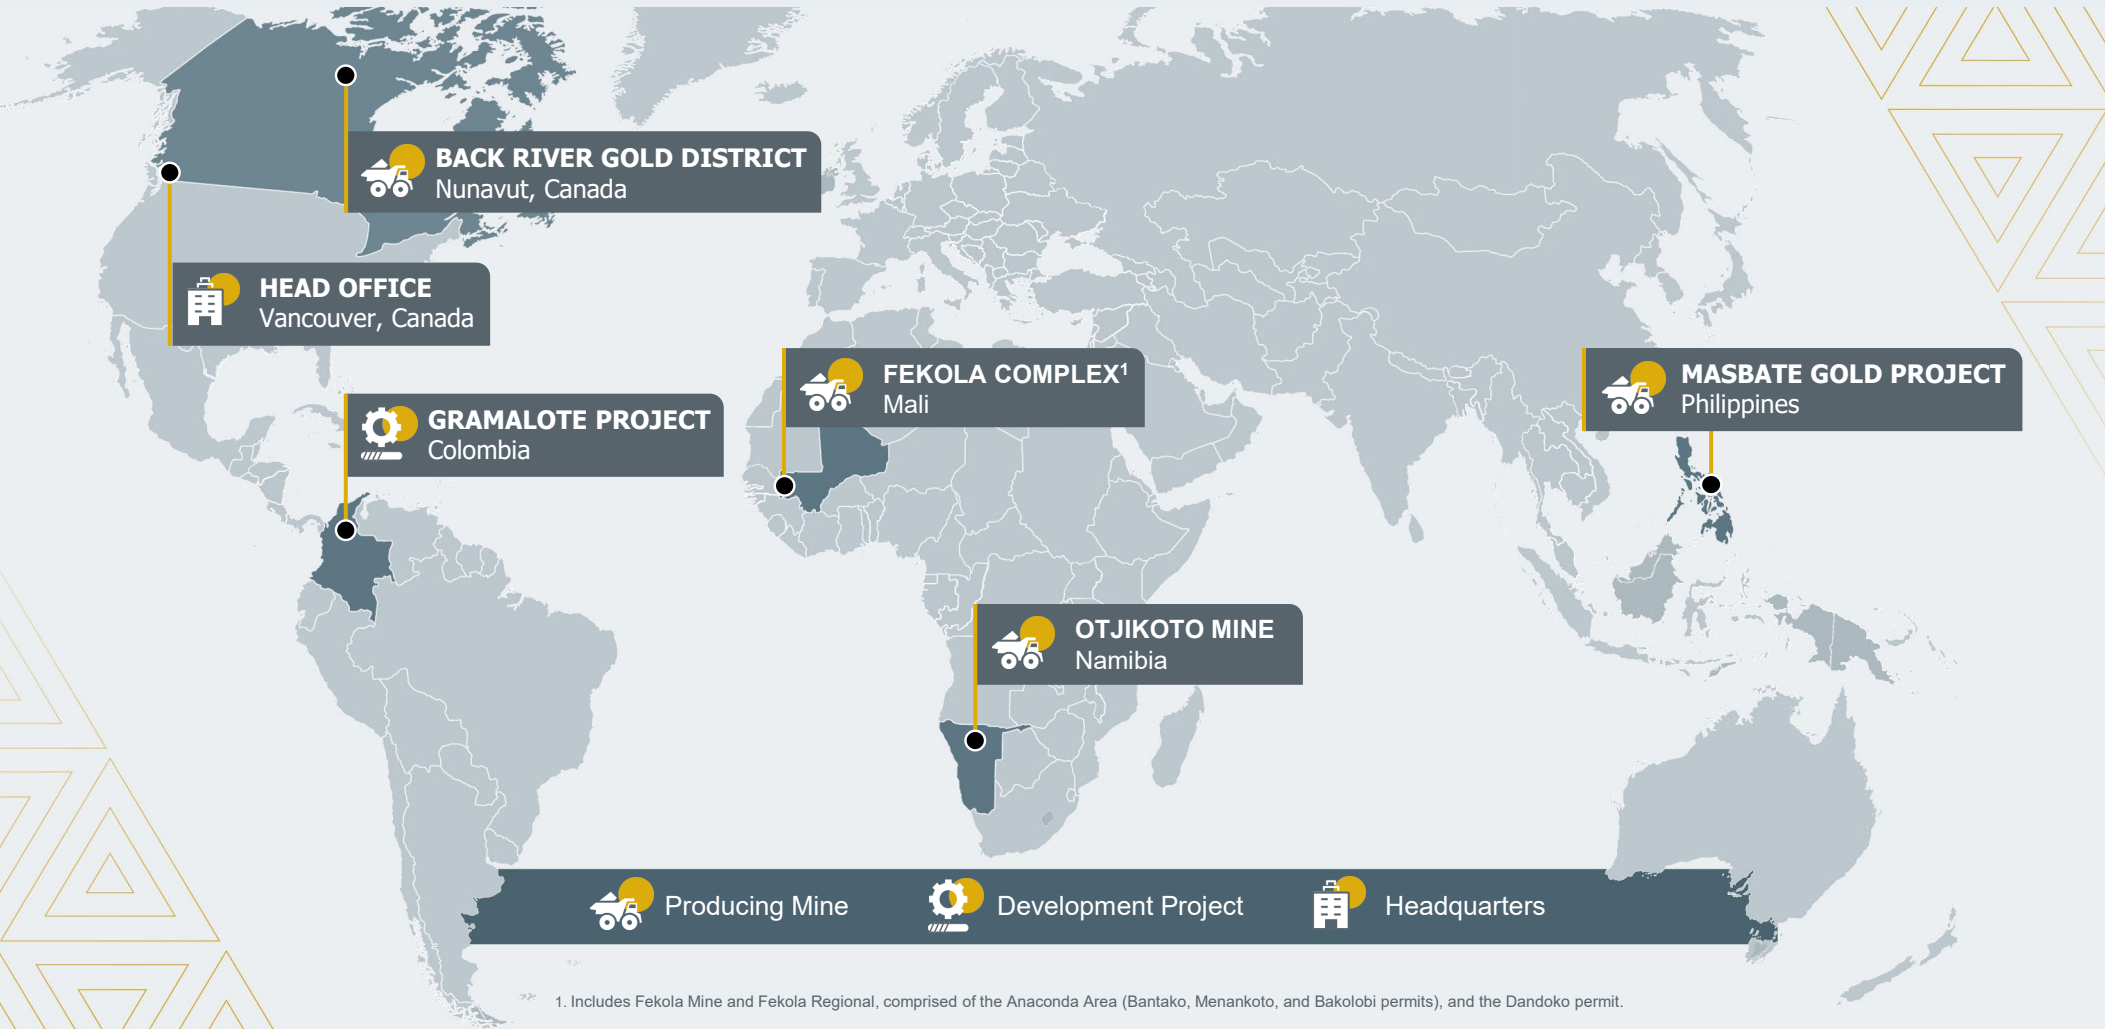 BACK RIVER GOLD DISTRICT
Nunavut, Canada
HEAD OFFICE
Vancouver, Canada
GRAMALOTE PROJECT
Colombia
FEKOLA COMPLEX¹
Mali
MASBATE GOLD PROJECT
Philippines
OTJIKOTO MINE
Namibia
Producing Mine
Development Project
Headquarters
1. Includes Fekola Mine and Fekola Regional, comprised of the Anaconda Area (Bantako, Menankoto, and Bakolobi permits), and the Dandoko permit.